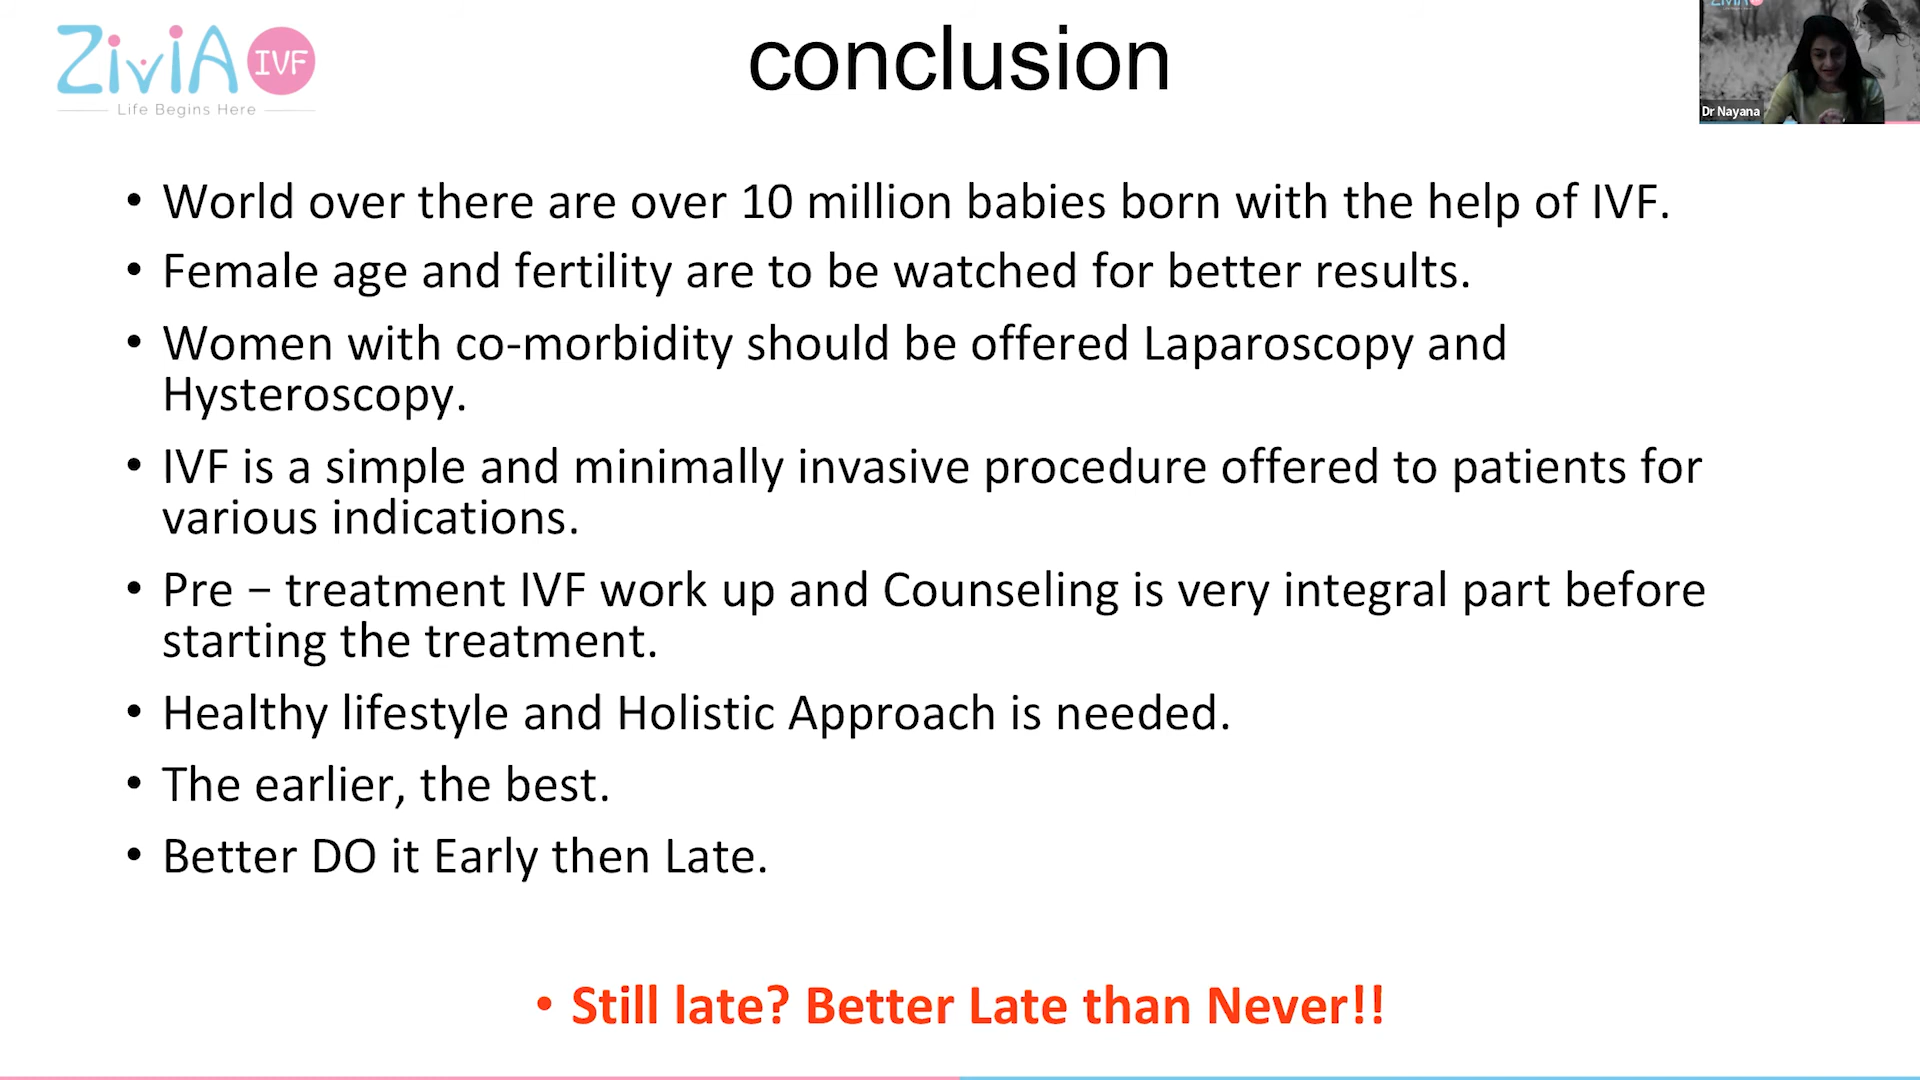 ZiviA IVF
Life Begins Here
conclusion
Dr Nayana
• World over there are over 10 million babies born with the help of IVF.
• Female age and fertility are to be watched for better results.
• Women with co-morbidity should be offered Laparoscopy and
Hysteroscopy.
• IVF is a simple and minimally invasive procedure offered to patients for
various indications.
• Pre – treatment IVF work up and Counseling is very integral part before
starting the treatment.
• Healthy lifestyle and Holistic Approach is needed.
• The earlier, the best.
• Better DO it Early then Late.
• Still late? Better Late than Never!!